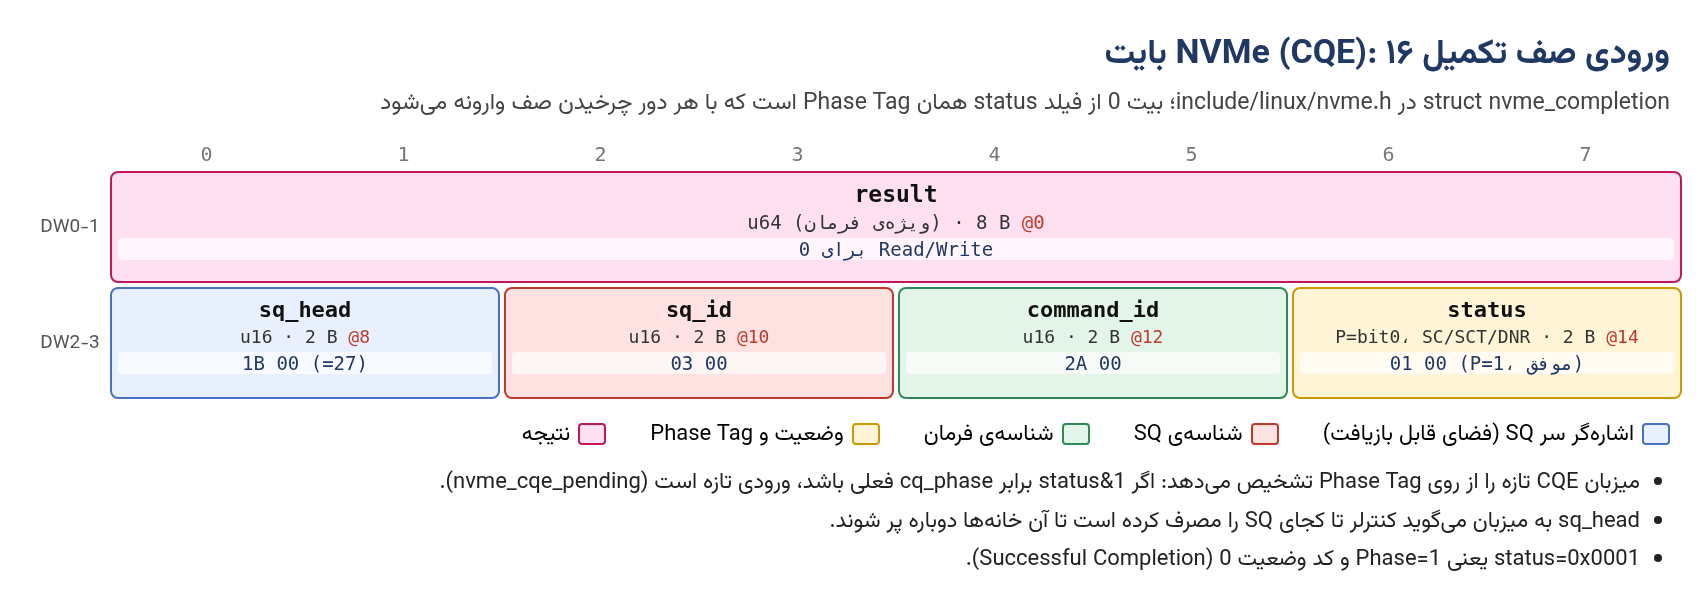 ورودی صف تکمیل NVMe (CQE): ۱۶ بایت
struct nvme_completion در include/linux/nvme.h؛ بیت 0 از فیلد status همان Phase Tag است که با هر دور چرخیدن صف وارونه می‌شود
0 1 2 3 4 5 6 7
DW0-1
result
u64 (ویژه‌ی فرمان) · 8 B @0
0 برای Read/Write
DW2-3
sq_head
u16 · 2 B @8
1B 00 (=27)
sq_id
u16 · 2 B @10
03 00
command_id
u16 · 2 B @12
2A 00
status
P=bit0، SC/SCT/DNR · 2 B @14
01 00 (P=1، موفق)
اشاره‌گر سر SQ (فضای قابل بازیافت)
شناسه‌ی SQ
شناسه‌ی فرمان
وضعیت و Phase Tag
نتیجه
• میزبان CQE تازه را از روی Phase Tag تشخیص می‌دهد: اگر status&1 برابر cq_phase فعلی باشد، ورودی تازه است (nvme_cqe_pending).
• sq_head به میزبان می‌گوید کنترلر تا کجای SQ را مصرف کرده است تا آن خانه‌ها دوباره پر شوند.
• status=0x0001 یعنی Phase=1 و کد وضعیت 0 (Successful Completion).